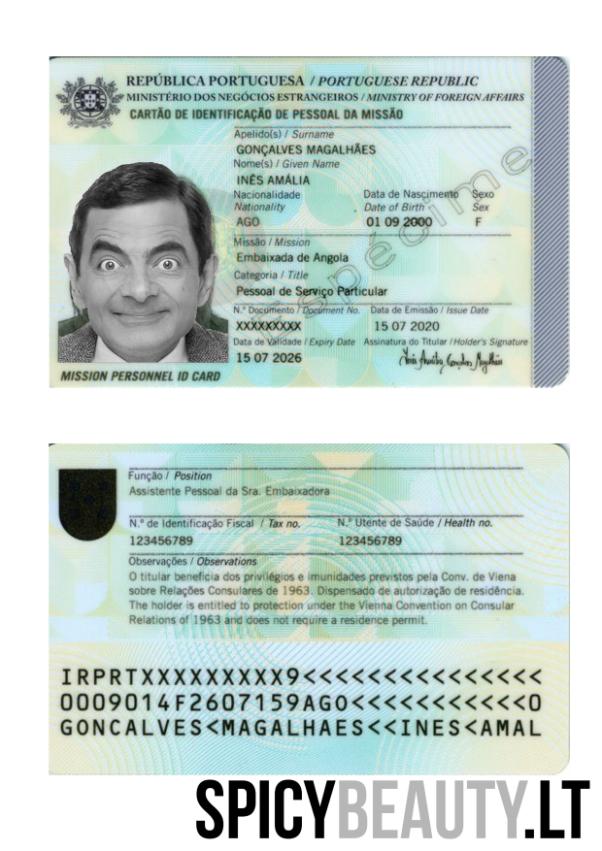 REPÚBLICA PORTUGUESA / PORTUGUESE REPUBLIC
MINISTÉRIO DOS NEGÓCIOS ESTRANGEIROS / MINISTRY OF FOREIGN AFFAIRS
CARTÃO DE IDENTIFICAÇÃO DE PESSOAL DA MISSÃO
Apelido(s) / Surname
GONÇALVES MAGALHÃES
Nome(s) / Given Name
INÊS AMÁLIA
Nacionalidade Data de Nascimento Sexo
Nationality Date of Birth Sex
AGO 01 09 2000 F
Espécime
Missão / Mission
Embaixada de Angola
Categoria / Title
Pessoal de Serviço Particular
N.º Documento / Document No. Data de Emissão / Issue Date
XXXXXXXXX 15 07 2020
Data de Validade / Expiry Date Assinatura do Titular / Holder's Signature
15 07 2026
MISSION PERSONNEL ID CARD
Função / Position
Assistente Pessoal da Sra. Embaixadora
N.º de Identificação Fiscal / Tax no. N.º Utente de Saúde / Health no.
123456789 123456789
Observações / Observations
O titular beneficia dos privilégios e imunidades previstos pela Conv. de Viena
sobre Relações Consulares de 1963. Dispensado de autorização de residência.
The holder is entitled to protection under the Vienna Convention on Consular
Relations of 1963 and does not require a residence permit.
IRPRTXXXXXXXXX9<<<<<<<<<<<<<<<
0009014F2607159AGO<<<<<<<<<<<0
GONCALVES<MAGALHAES<<INES<AMAL
SPICYBEAUTY.LT